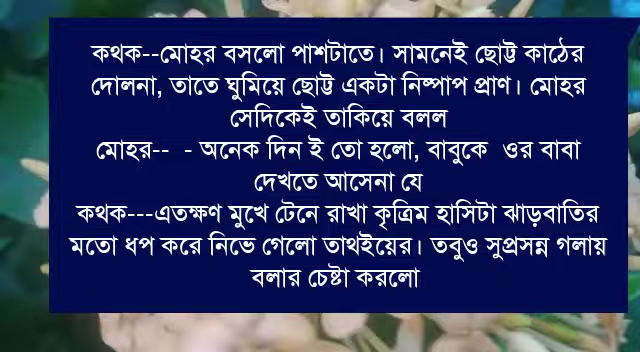 কথক--মোহর বসলো পাশটাতে। সামনেই ছোট্ট কাঠের
দোলনা, তাতে ঘুমিয়ে ছোট্ট একটা নিষ্পাপ প্রাণ। মোহর
সেদিকেই তাকিয়ে বলল
মোহর-- - অনেক দিন ই তো হলো, বাবুকে ওর বাবা
দেখতে আসেনা যে
কথক---এতক্ষণ মুখে টেনে রাখা কৃত্রিম হাসিটা ঝাড়বাতির
মতো ধপ করে নিভে গেলো তাথইয়ের। তবুও সুপ্রসন্ন গলায়
বলার চেষ্টা করলো